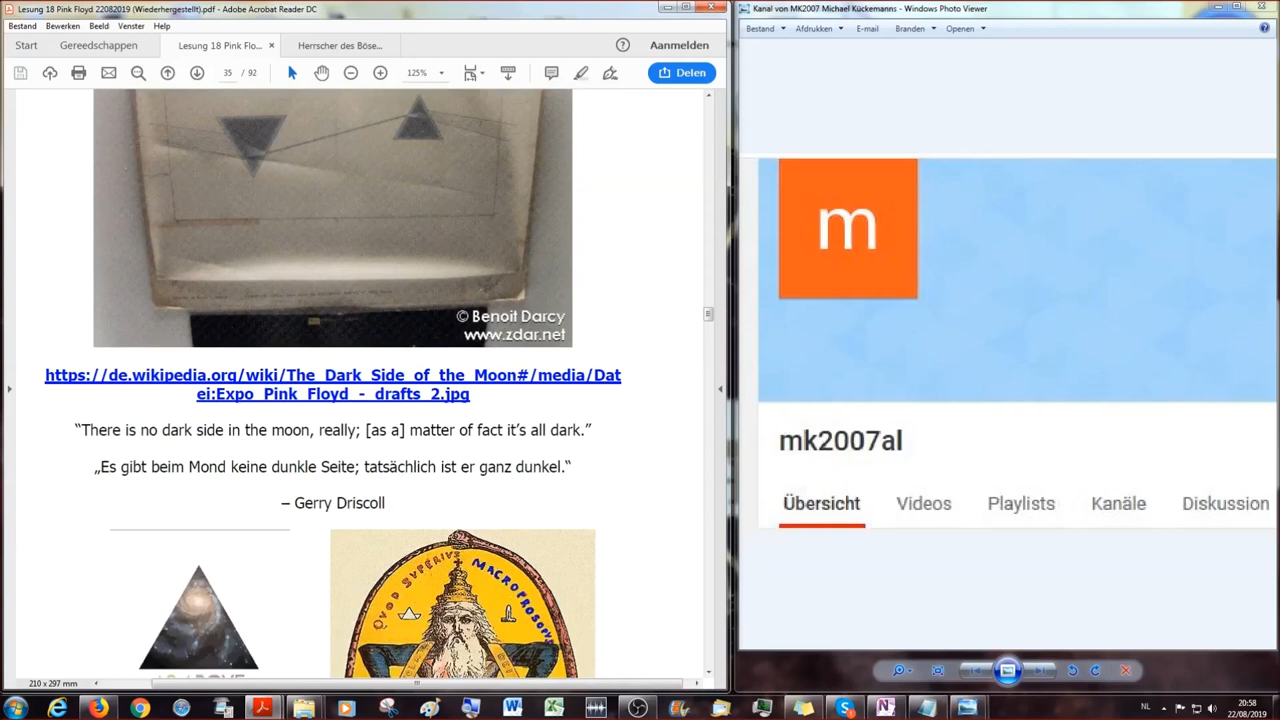 Lesung 18 Pink Floyd 22082019 (Wiederhergestellt).pdf - Adobe Acrobat Reader DC
Bestand Bewerken Beeld Venster Help
Start Gereedschappen Lesung 18 Pink Flo... × Herrscher des Böse... Aanmelden
35 / 92 125% Delen
© Benoit Darcy
www.zdar.net
https://de.wikipedia.org/wiki/The_Dark_Side_of_the_Moon#/media/Dat
ei:Expo_Pink_Floyd_-_drafts_2.jpg
“There is no dark side in the moon, really; [as a] matter of fact it’s all dark.”
„Es gibt beim Mond keine dunkle Seite; tatsächlich ist er ganz dunkel.“
– Gerry Driscoll
QVOD SVPERIVS MACROPROSOPVS
210 x 297 mm
Kanal von MK2007 Michael Kückemanns - Windows Photo Viewer
Bestand Afdrukken E-mail Branden Openen
m
mk2007al
Übersicht Videos Playlists Kanäle Diskussion
NL 20:58
22/08/2019